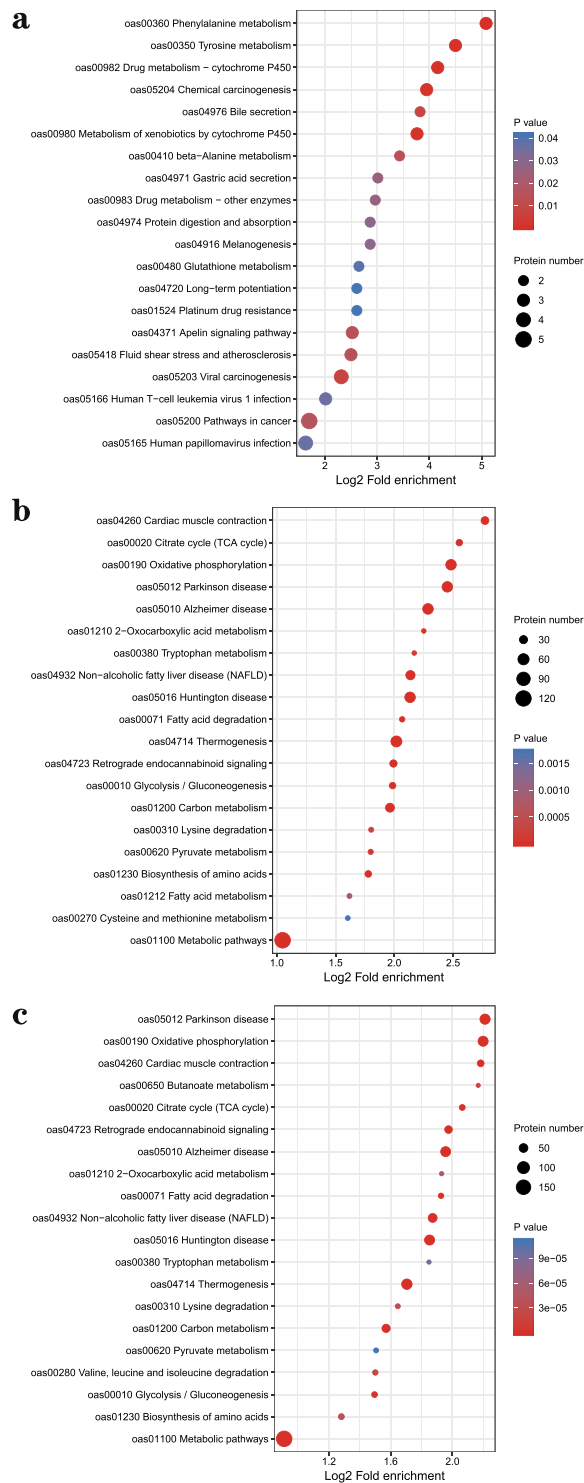 a
oas00360 Phenylalanine metabolism
oas00350 Tyrosine metabolism
oas00982 Drug metabolism − cytochrome P450
oas05204 Chemical carcinogenesis
oas04976 Bile secretion
oas00980 Metabolism of xenobiotics by cytochrome P450
oas00410 beta−Alanine metabolism
oas04971 Gastric acid secretion
oas00983 Drug metabolism − other enzymes
oas04974 Protein digestion and absorption
oas04916 Melanogenesis
oas00480 Glutathione metabolism
oas04720 Long−term potentiation
oas01524 Platinum drug resistance
oas04371 Apelin signaling pathway
oas05418 Fluid shear stress and atherosclerosis
oas05203 Viral carcinogenesis
oas05166 Human T−cell leukemia virus 1 infection
oas05200 Pathways in cancer
oas05165 Human papillomavirus infection
2 3 4 5
Log2 Fold enrichment
P value
0.04
0.03
0.02
0.01
Protein number
2
3
4
5
b
oas04260 Cardiac muscle contraction
oas00020 Citrate cycle (TCA cycle)
oas00190 Oxidative phosphorylation
oas05012 Parkinson disease
oas05010 Alzheimer disease
oas01210 2−Oxocarboxylic acid metabolism
oas00380 Tryptophan metabolism
oas04932 Non−alcoholic fatty liver disease (NAFLD)
oas05016 Huntington disease
oas00071 Fatty acid degradation
oas04714 Thermogenesis
oas04723 Retrograde endocannabinoid signaling
oas00010 Glycolysis / Gluconeogenesis
oas01200 Carbon metabolism
oas00310 Lysine degradation
oas00620 Pyruvate metabolism
oas01230 Biosynthesis of amino acids
oas01212 Fatty acid metabolism
oas00270 Cysteine and methionine metabolism
oas01100 Metabolic pathways
1.0 1.5 2.0 2.5
Log2 Fold enrichment
Protein number
30
60
90
120
P value
0.0015
0.0010
0.0005
c
oas05012 Parkinson disease
oas00190 Oxidative phosphorylation
oas04260 Cardiac muscle contraction
oas00650 Butanoate metabolism
oas00020 Citrate cycle (TCA cycle)
oas04723 Retrograde endocannabinoid signaling
oas05010 Alzheimer disease
oas01210 2−Oxocarboxylic acid metabolism
oas00071 Fatty acid degradation
oas04932 Non−alcoholic fatty liver disease (NAFLD)
oas05016 Huntington disease
oas00380 Tryptophan metabolism
oas04714 Thermogenesis
oas00310 Lysine degradation
oas01200 Carbon metabolism
oas00620 Pyruvate metabolism
oas00280 Valine, leucine and isoleucine degradation
oas00010 Glycolysis / Gluconeogenesis
oas01230 Biosynthesis of amino acids
oas01100 Metabolic pathways
1.2 1.6 2.0
Log2 Fold enrichment
Protein number
50
100
150
P value
9e−05
6e−05
3e−05